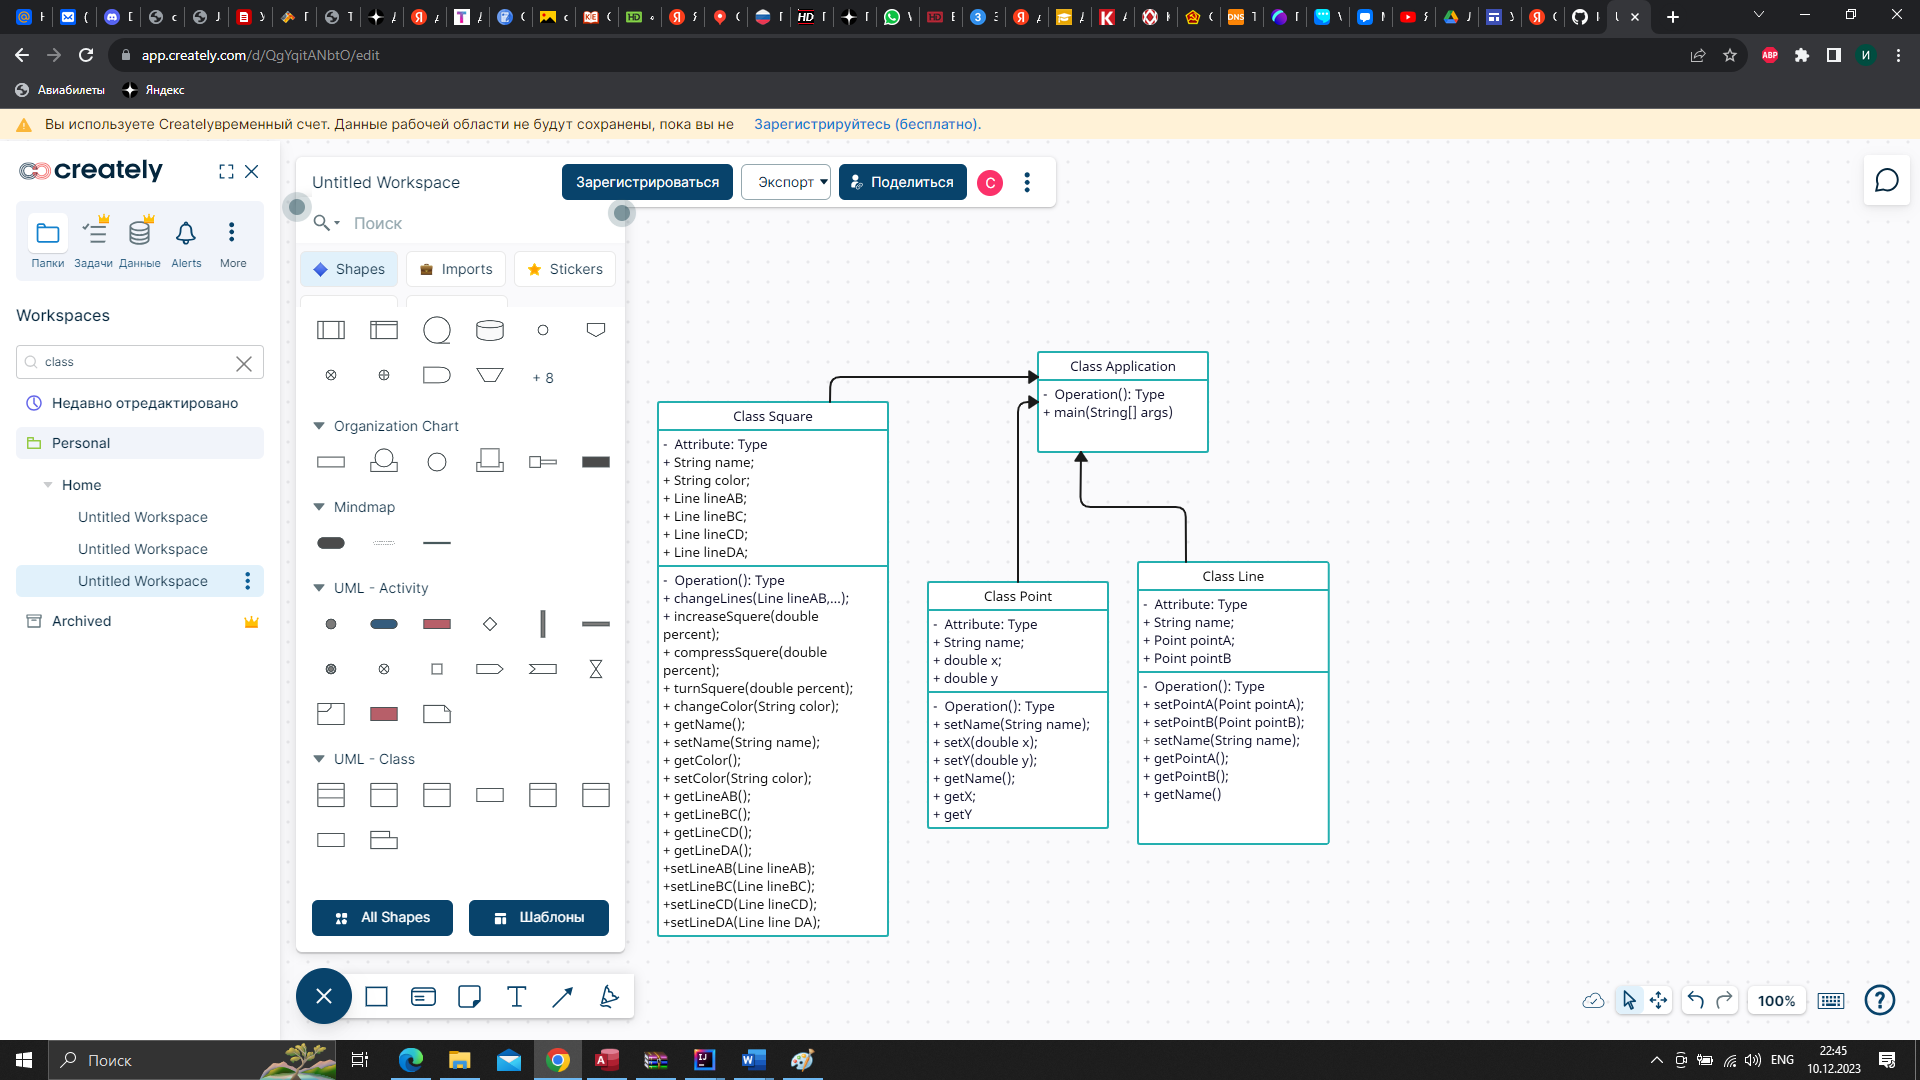 app.creately.com/d/QgYqitANbtO/edit
Авиабилеты
Яндекс
Вы используете Createlyвременный счет. Данные рабочей области не будут сохранены, пока вы не Зарегистрируйтесь (бесплатно).
creately
Папки
Задачи
Данные
Alerts
More
Workspaces
class
Недавно отредактировано
Personal
Home
Untitled Workspace
Untitled Workspace
Untitled Workspace
Archived
Untitled Workspace
Зарегистрироваться
Экспорт
Поделиться
C
Поиск
Shapes
Imports
Stickers
+ 8
Organization Chart
Mindmap
UML - Activity
UML - Class
All Shapes
Шаблоны
Class Square
- Attribute: Type
+ String name;
+ String color;
+ Line lineAB;
+ Line lineBC;
+ Line lineCD;
+ Line lineDA;
- Operation(): Type
+ changeLines(Line lineAB,...);
+ increaseSquere(double
percent);
+ compressSquere(double
percent);
+ turnSquere(double percent);
+ changeColor(String color);
+ getName();
+ setName(String name);
+ getColor();
+ setColor(String color);
+ getLineAB();
+ getLineBC();
+ getLineCD();
+ getLineDA();
+setLineAB(Line lineAB);
+setLineBC(Line lineBC);
+setLineCD(Line lineCD);
+setLineDA(Line line DA);
Class Application
- Operation(): Type
+ main(String[] args)
Class Point
- Attribute: Type
+ String name;
+ double x;
+ double y
- Operation(): Type
+ setName(String name);
+ setX(double x);
+ setY(double y);
+ getName();
+ getX;
+ getY
Class Line
- Attribute: Type
+ String name;
+ Point pointA;
+ Point pointB
- Operation(): Type
+ setPointA(Point pointA);
+ setPointB(Point pointB);
+ setName(String name);
+ getPointA();
+ getPointB();
+ getName()
100%
Поиск
ENG
22:45
10.12.2023